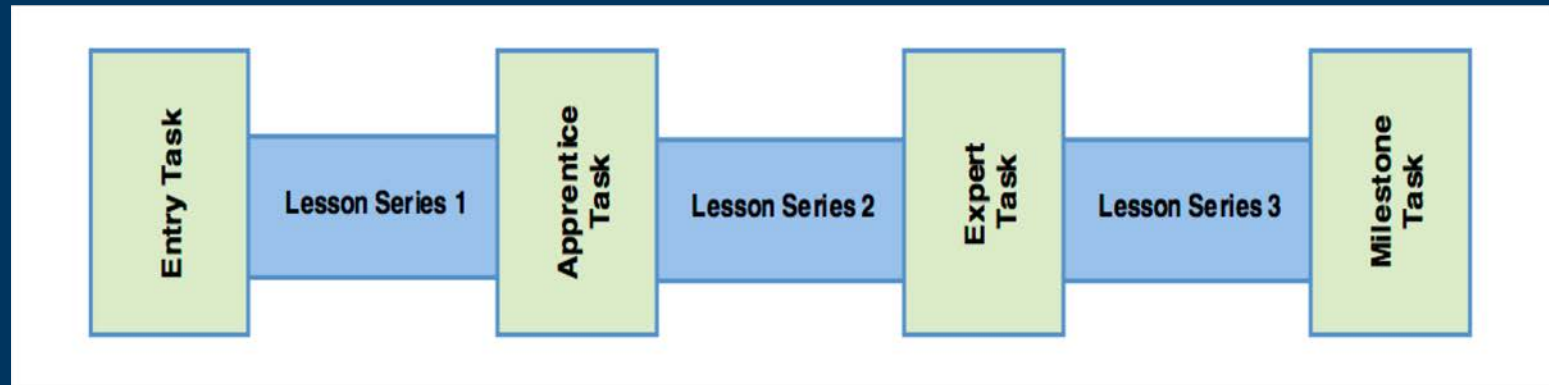 Entry Task
Lesson Series 1
Apprentice
Task
Lesson Series 2
Expert
Task
Lesson Series 3
Milestone
Task